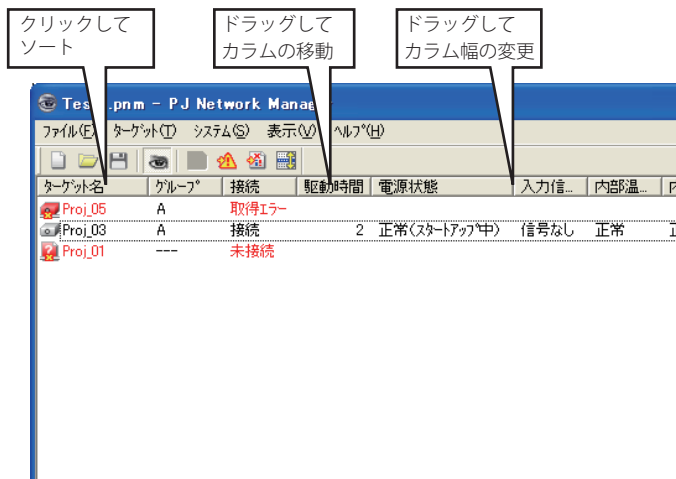 クリックして
ソート
ドラッグして
カラムの移動
ドラッグして
カラム幅の変更
.pnm - PJ Network
ファイル(F) ターゲット(T) システム(S) 表示(V) ヘルプ(H)
ターゲット名 グループ 接続 駆動時間 電源状態 入力信... 内部温...
Proj_05 A 取得エラー
Proj_03 A 接続 2 正常(スタートアップ中) 信号なし 正常
Proj_01 --- 未接続